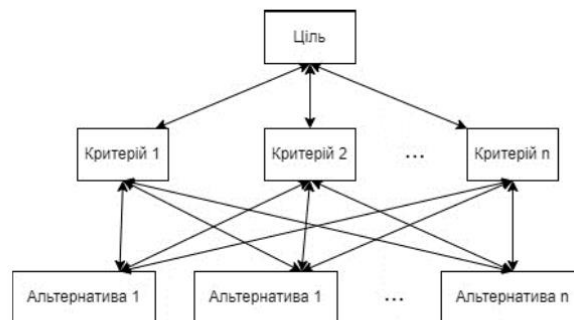 Ціль
Критерій 1
Критерій 2
...
Критерій n
Альтернатива 1
Альтернатива 1
...
Альтернатива n